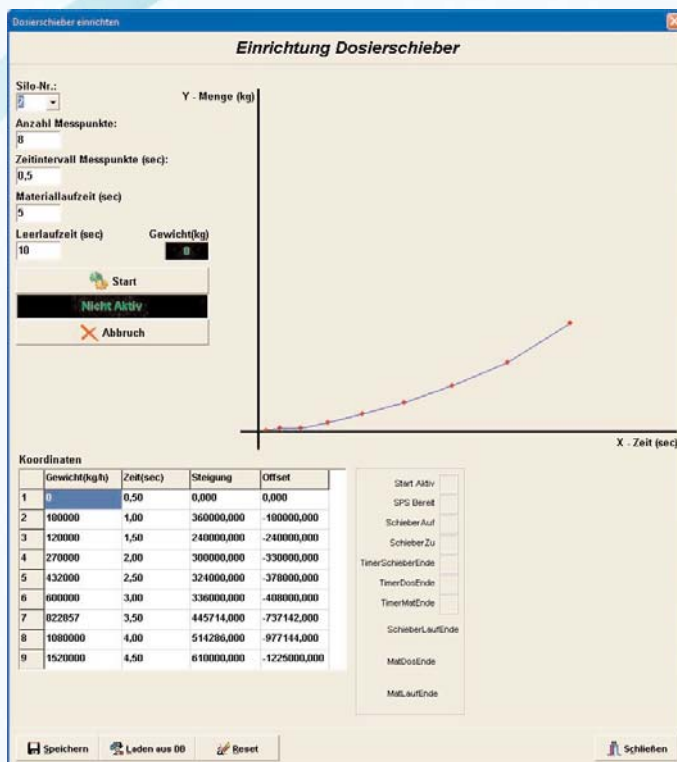 Dosierschieber einrichten
Einrichtung Dosierschieber
Silo-Nr.:
2
Y - Menge (kg)
Anzahl Messpunkte:
8
Zeitintervall Messpunkte (sec):
0,5
Materiallaufzeit (sec)
5
Leerlaufzeit (sec) Gewicht(kg)
10 0
Start
Nicht Aktiv
Abbruch
X - Zeit (sec)
Koordinaten
Gewicht(kg/h) Zeit(sec) Steigung Offset
1 0 0,50 0,000 0,000
2 180000 1,00 360000,000 -180000,000
3 120000 1,50 240000,000 -240000,000
4 270000 2,00 300000,000 -330000,000
5 432000 2,50 324000,000 -378000,000
6 600000 3,00 336000,000 -408000,000
7 822857 3,50 445714,000 -737142,000
8 1080000 4,00 514286,000 -977144,000
9 1520000 4,50 610000,000 -1225000,000
Start Aktiv
SPS Bereit
SchieberAuf
SchieberZu
TimerSchieberEnde
TimerDosEnde
TimerMatEnde
SchieberLaufEnde
MatDosEnde
MatLaufEnde
Speichern Laden aus DB Reset Schließen